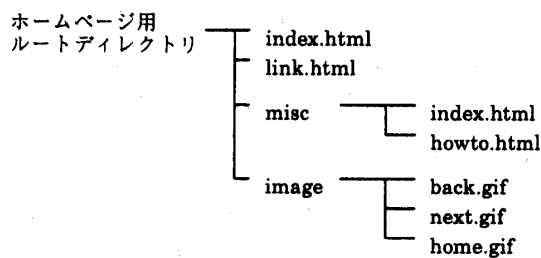 ホームページ用
ルートディレクトリ
index.html
link.html
misc
index.html
howto.html
image
back.gif
next.gif
home.gif